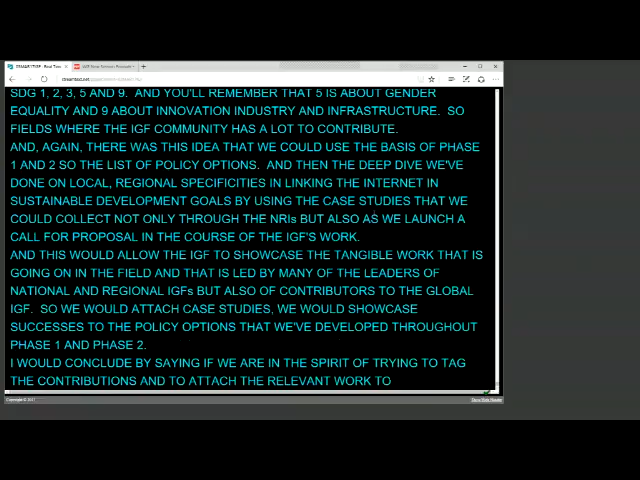 streamtext.net
SDG 1, 2, 3, 5 AND 9. AND YOU'LL REMEMBER THAT 5 IS ABOUT GENDER
EQUALITY AND 9 ABOUT INNOVATION INDUSTRY AND INFRASTRUCTURE. SO
FIELDS WHERE THE IGF COMMUNITY HAS A LOT TO CONTRIBUTE.
AND, AGAIN, THERE WAS THIS IDEA THAT WE COULD USE THE BASIS OF PHASE
1 AND 2 SO THE LIST OF POLICY OPTIONS. AND THEN THE DEEP DIVE WE'VE
DONE ON LOCAL, REGIONAL SPECIFICITIES IN LINKING THE INTERNET IN
SUSTAINABLE DEVELOPMENT GOALS BY USING THE CASE STUDIES THAT WE
COULD COLLECT NOT ONLY THROUGH THE NRIs BUT ALSO AS WE LAUNCH A
CALL FOR PROPOSAL IN THE COURSE OF THE IGF'S WORK.
AND THIS WOULD ALLOW THE IGF TO SHOWCASE THE TANGIBLE WORK THAT IS
GOING ON IN THE FIELD AND THAT IS LED BY MANY OF THE LEADERS OF
NATIONAL AND REGIONAL IGFs BUT ALSO OF CONTRIBUTORS TO THE GLOBAL
IGF. SO WE WOULD ATTACH CASE STUDIES, WE WOULD SHOWCASE
SUCCESSES TO THE POLICY OPTIONS THAT WE'VE DEVELOPED THROUGHOUT
PHASE 1 AND PHASE 2.
I WOULD CONCLUDE BY SAYING IF WE ARE IN THE SPIRIT OF TRYING TO TAG
THE CONTRIBUTIONS AND TO ATTACH THE RELEVANT WORK TO